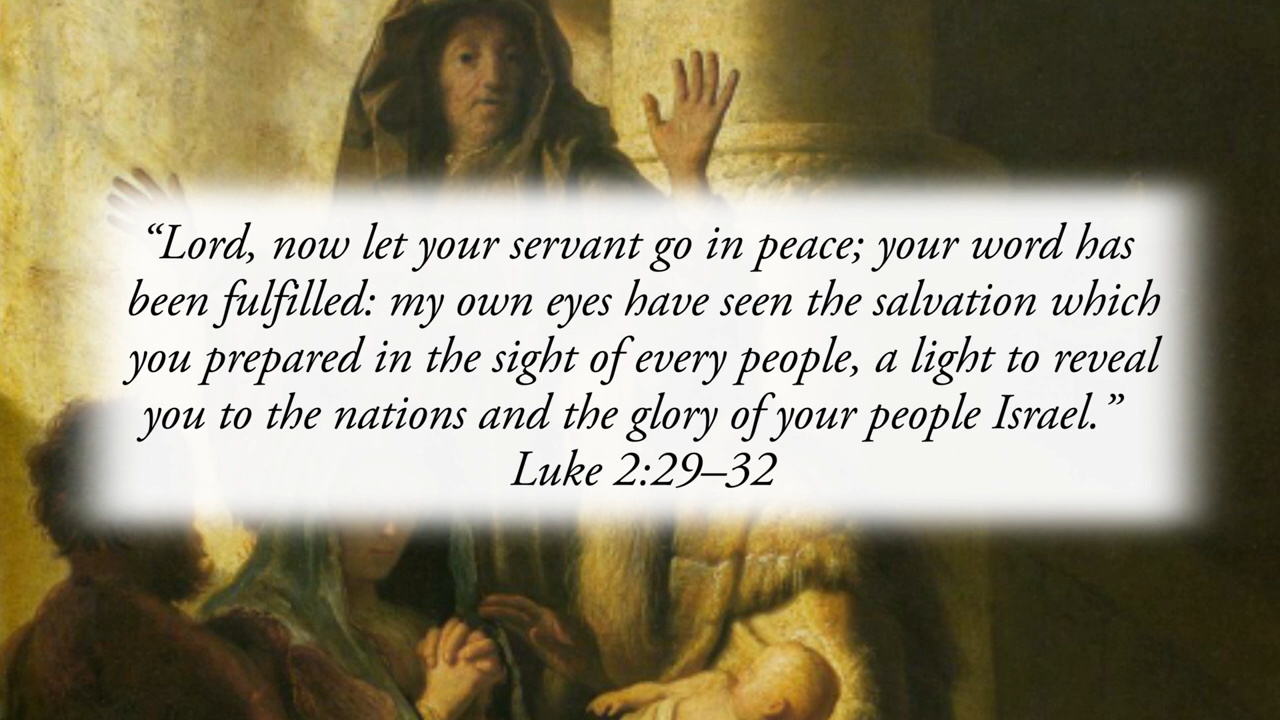 “Lord, now let your servant go in peace; your word has
been fulfilled: my own eyes have seen the salvation which
you prepared in the sight of every people, a light to reveal
you to the nations and the glory of your people Israel.”
Luke 2:29–32